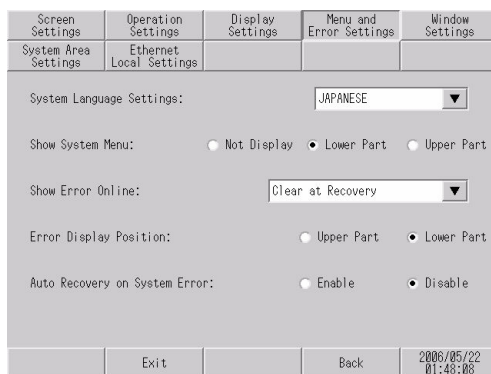 Screen Settings
Operation Settings
Display Settings
Menu and Error Settings
Window Settings
System Area Settings
Ethernet Local Settings
System Language Settings: JAPANESE
Show System Menu: Not Display Lower Part Upper Part
Show Error Online: Clear at Recovery
Error Display Position: Upper Part Lower Part
Auto Recovery on System Error: Enable Disable
Exit
Back
2006/05/22
01:48:08